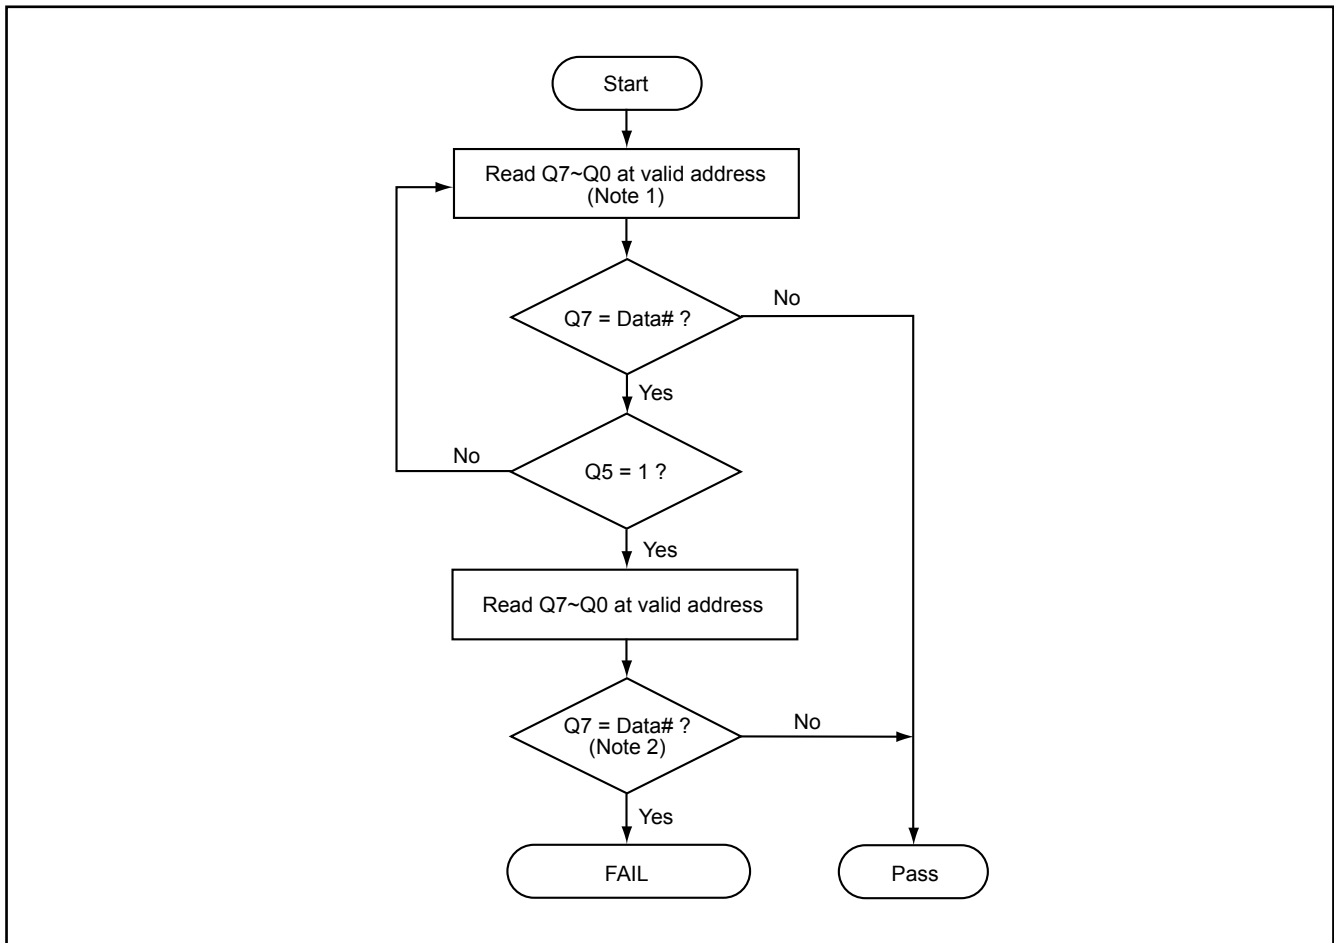 Start
Read Q7~Q0 at valid address
(Note 1)
Q7 = Data# ?
No
Yes
Q5 = 1 ?
No
Yes
Read Q7~Q0 at valid address
Q7 = Data# ?
(Note 2)
No
Yes
FAIL
Pass